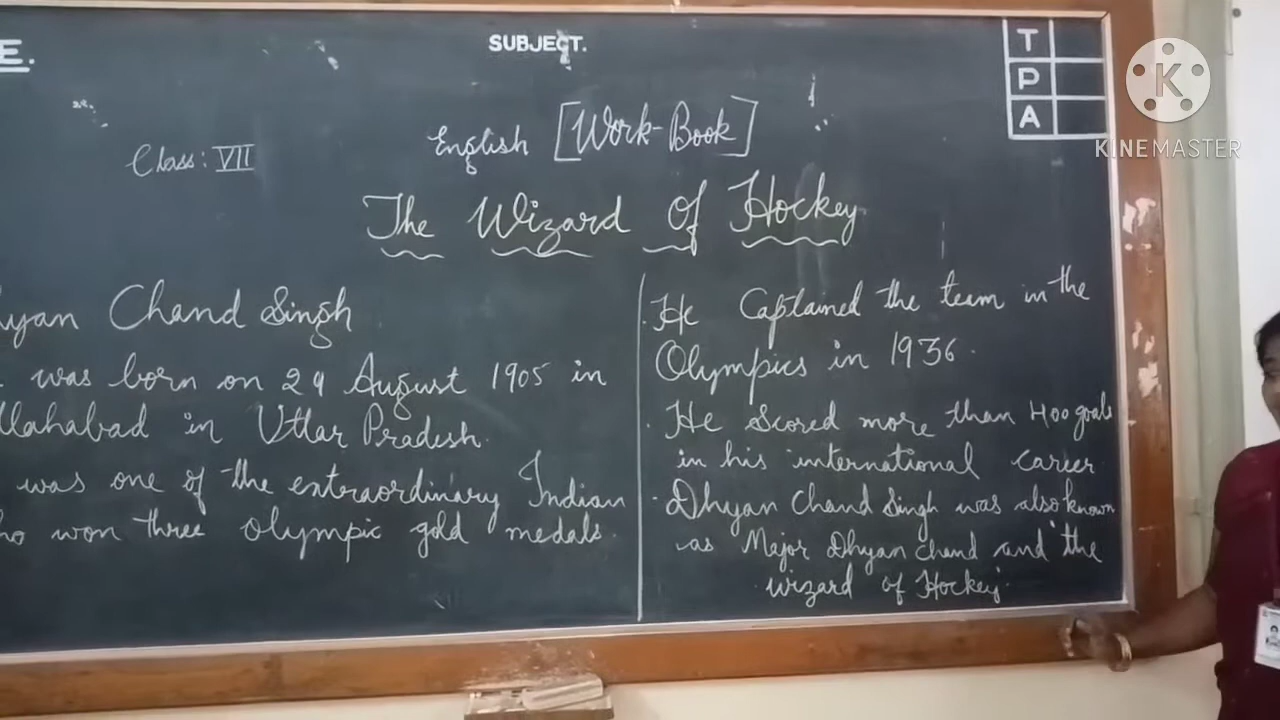 E.
SUBJECT.
T
P
A
KINEMASTER
Class: VII
English [Work-Book]
The Wizard Of Hockey
hyan Chand Singh
was born on 29 August 1905 in
llahabad in Uttar Pradesh.
was one of the extraordinary Indian
ho won three olympic gold medals.
. He Captained the team in the
Olympics in 1936.
. He Scored more than 400 goals
in his international career
. Dhyan Chand Singh was also known
as Major Dhyan Chand and the
wizard of Hockey.